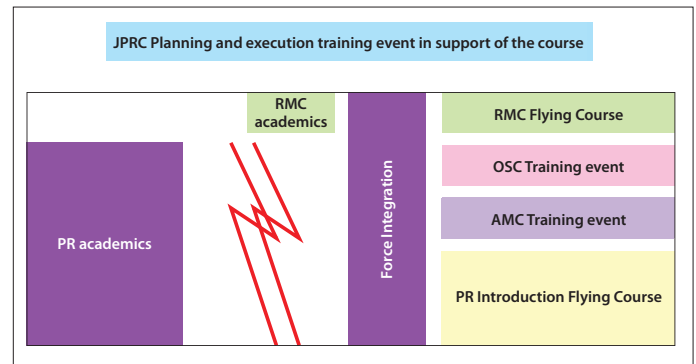 JPRC Planning and execution training event in support of the course
RMC
academics
RMC Flying Course
OSC Training event
PR academics
Force Integration
AMC Training event
PR Introduction Flying Course